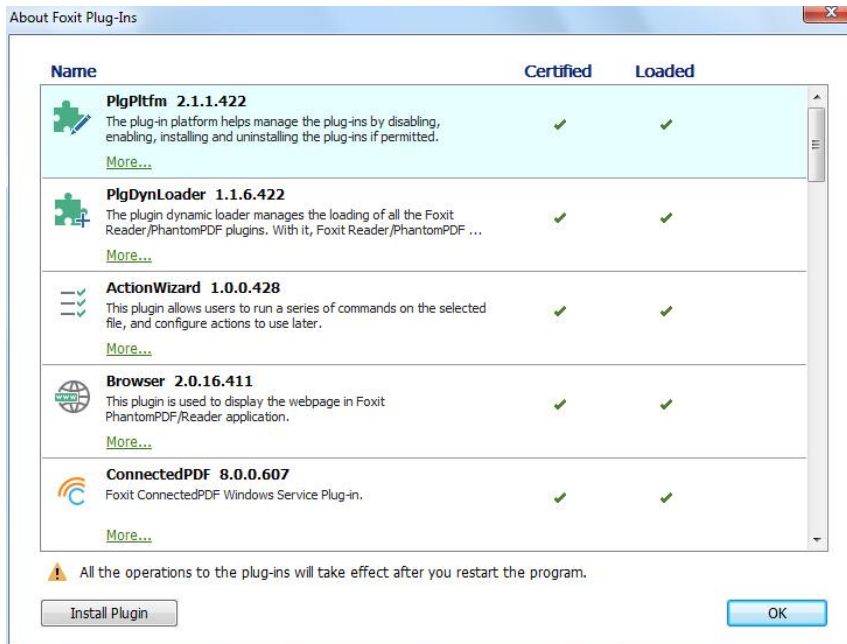 About Foxit Plug-Ins
Name Certified Loaded
PlgPltfm 2.1.1.422
The plug-in platform helps manage the plug-ins by disabling,
enabling, installing and uninstalling the plug-ins if permitted.
More...
PlgDynLoader 1.1.6.422
The plugin dynamic loader manages the loading of all the Foxit
Reader/PhantomPDF plugins. With it, Foxit Reader/PhantomPDF ...
More...
ActionWizard 1.0.0.428
This plugin allows users to run a series of commands on the selected
file, and configure actions to use later.
More...
www
Browser 2.0.16.411
This plugin is used to display the webpage in Foxit
PhantomPDF/Reader application.
More...
ConnectedPDF 8.0.0.607
Foxit ConnectedPDF Windows Service Plug-in.
More...
All the operations to the plug-ins will take effect after you restart the program.
Install Plugin OK